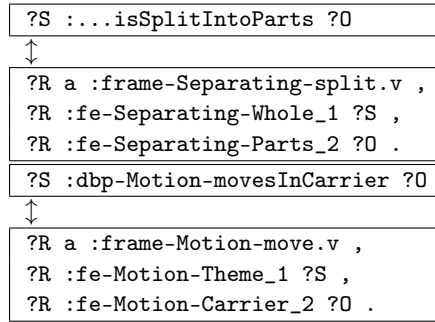 ?S :...isSplitIntoParts ?O
↕
?R a :frame-Separating-split.v ,
?R :fe-Separating-Whole_1 ?S ,
?R :fe-Separating-Parts_2 ?O .
?S :dbp-Motion-movesInCarrier ?O
↕
?R a :frame-Motion-move.v ,
?R :fe-Motion-Theme_1 ?S ,
?R :fe-Motion-Carrier_2 ?O .